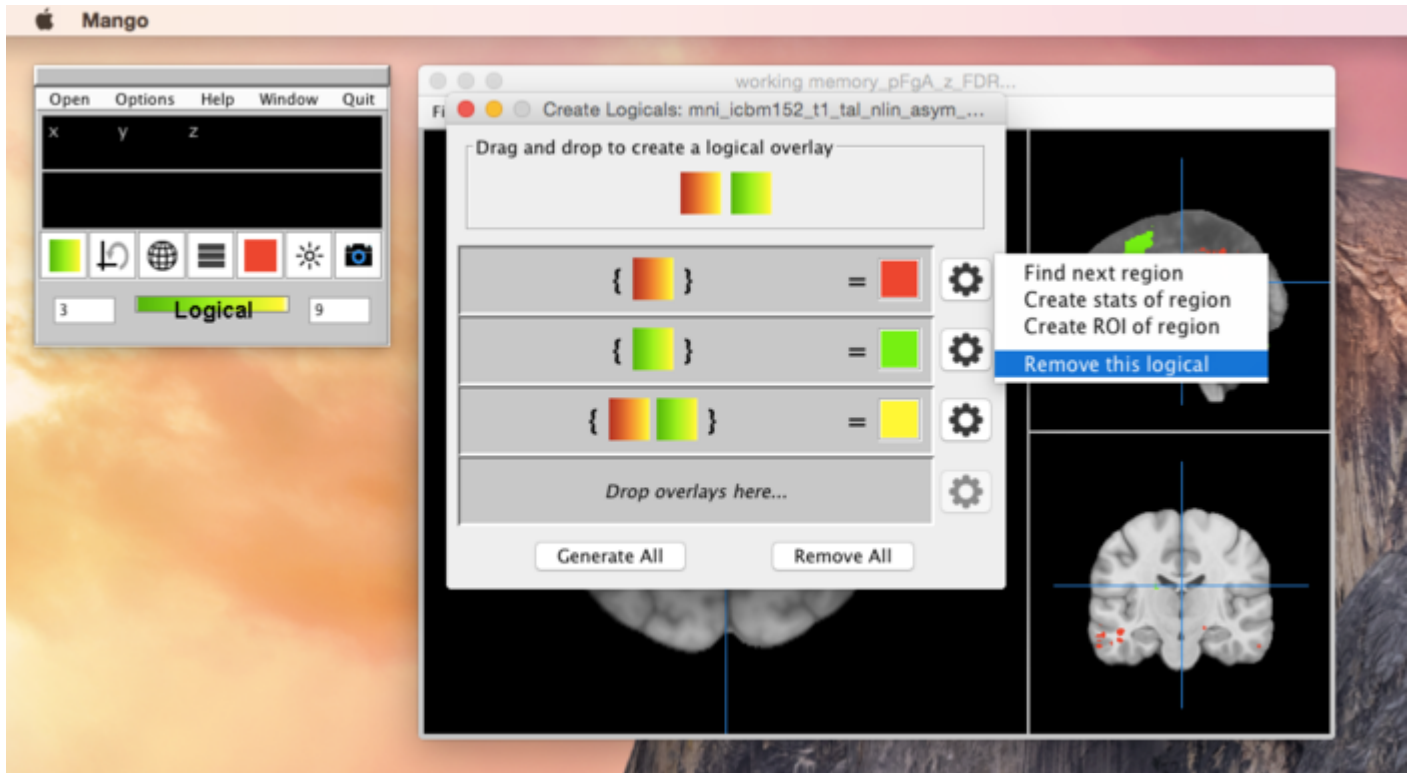 Mango
Open Options Help Window Quit
x y z
3 Logical 9
working memory_pFgA_z_FDR...
Fi
Create Logicals: mni_icbm152_t1_tal_nlin_asym_...
Drag and drop to create a logical overlay
{ } =
{ } =
{ } =
Drop overlays here...
Generate All Remove All
Find next region
Create stats of region
Create ROI of region
Remove this logical